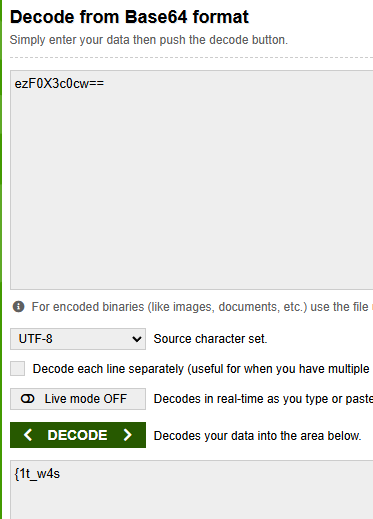 Decode from Base64 format
Simply enter your data then push the decode button.
ezF0X3c0cw==
For encoded binaries (like images, documents, etc.) use the file
UTF-8 Source character set.
Decode each line separately (useful for when you have multiple
Live mode OFF Decodes in real-time as you type or paste
< DECODE > Decodes your data into the area below.
{1t_w4s